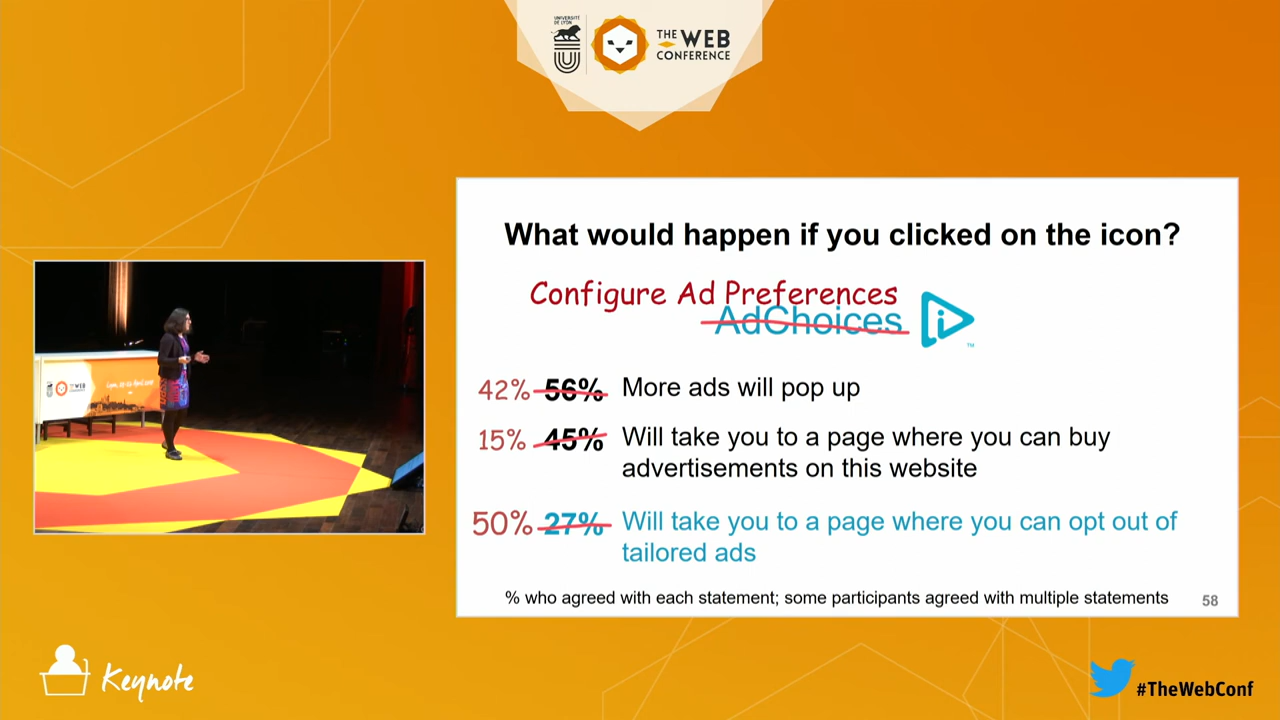 UNIVERSITÉ
DE LYON
THE WEB
CONFERENCE
What would happen if you clicked on the icon?
Configure Ad Preferences
AdChoices
TM
42% 56% More ads will pop up
15% 45% Will take you to a page where you can buy
advertisements on this website
50% 27% Will take you to a page where you can opt out of
tailored ads
% who agreed with each statement; some participants agreed with multiple statements
58
Keynote
#TheWebConf